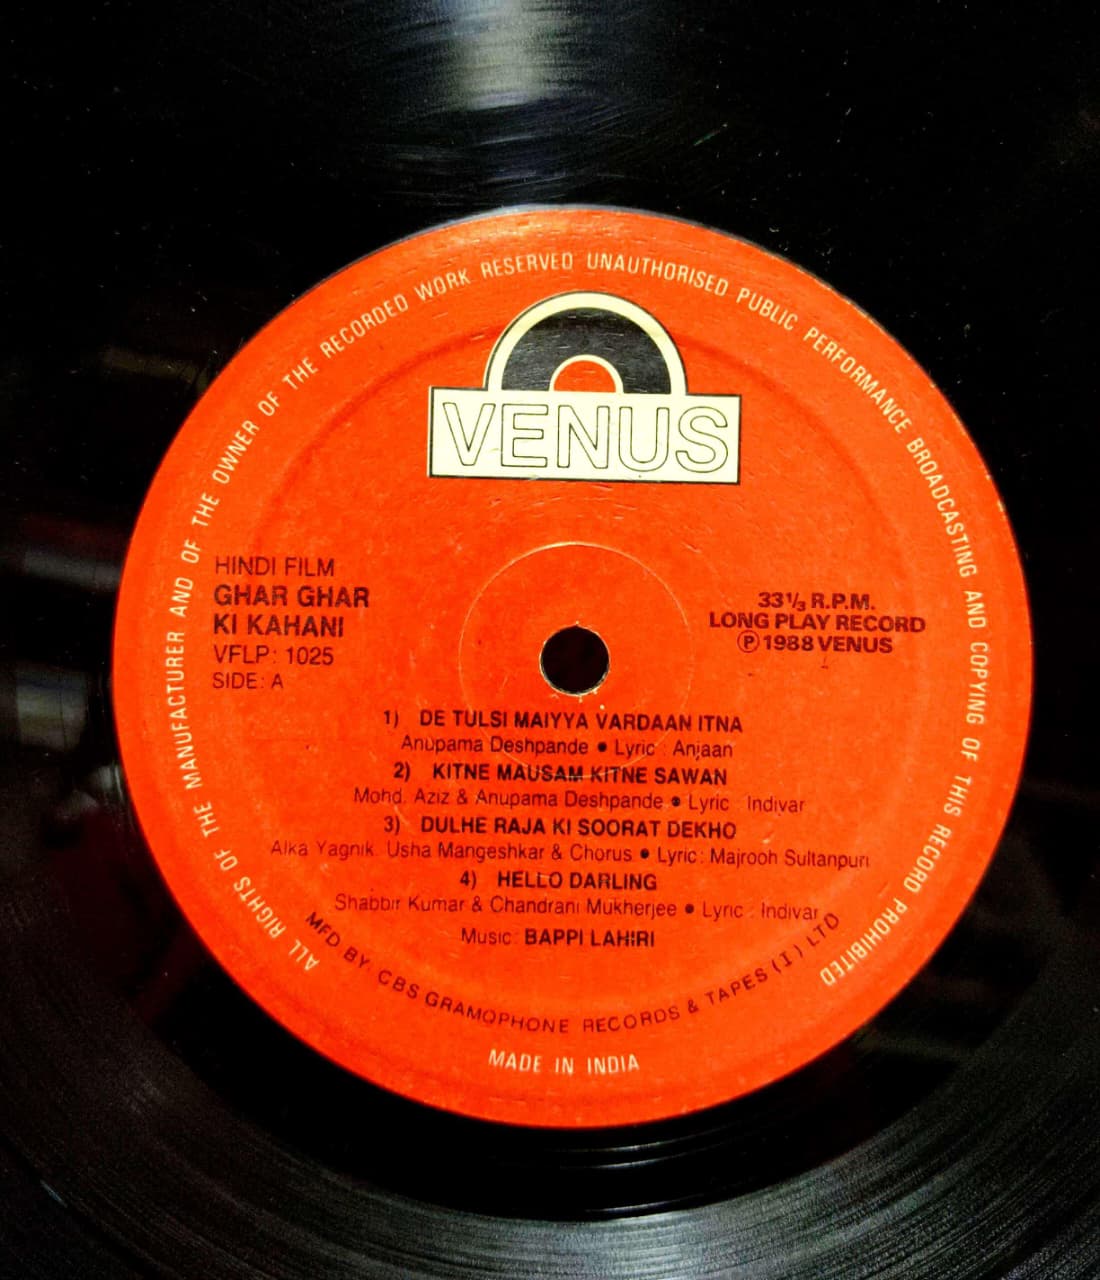 ALL RIGHTS OF THE MANUFACTURER AND OF THE OWNER OF THE RECORDED WORK RESERVED UNAUTHORISED PUBLIC PERFORMANCE BROADCASTING AND COPYING OF THIS RECORD PROHIBITED
VENUS
HINDI FILM
GHAR GHAR
KI KAHANI
VFLP: 1025
SIDE: A
33 1/3 R.P.M.
LONG PLAY RECORD
Ⓟ 1988 VENUS
1) DE TULSI MAIYYA VARDAAN ITNA
Anupama Deshpande ● Lyric : Anjaan
2) KITNE MAUSAM KITNE SAWAN
Mohd. Aziz & Anupama Deshpande ● Lyric : Indivar
3) DULHE RAJA KI SOORAT DEKHO
Alka Yagnik. Usha Mangeshkar & Chorus ● Lyric : Majrooh Sultanpuri
4) HELLO DARLING
Shabbir Kumar & Chandrani Mukherjee ● Lyric : Indivar
Music : BAPPI LAHIRI
MFD BY: CBS GRAMOPHONE RECORDS & TAPES (I) LTD
MADE IN INDIA